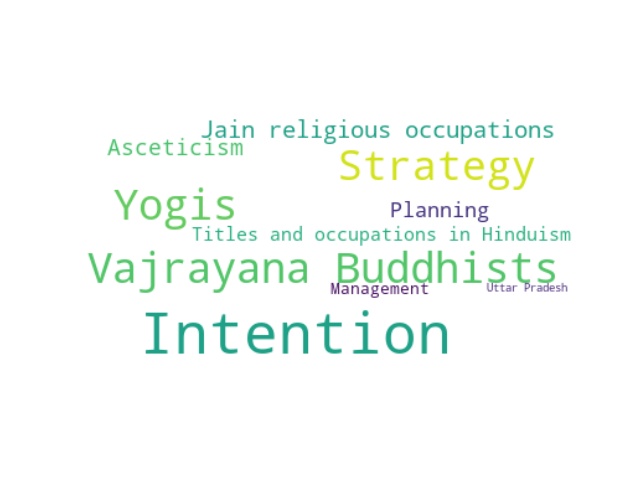 Jain religious occupations
Asceticism
Strategy
Yogis
Planning
Titles and occupations in Hinduism
Vajrayana Buddhists
Management
Uttar Pradesh
Intention